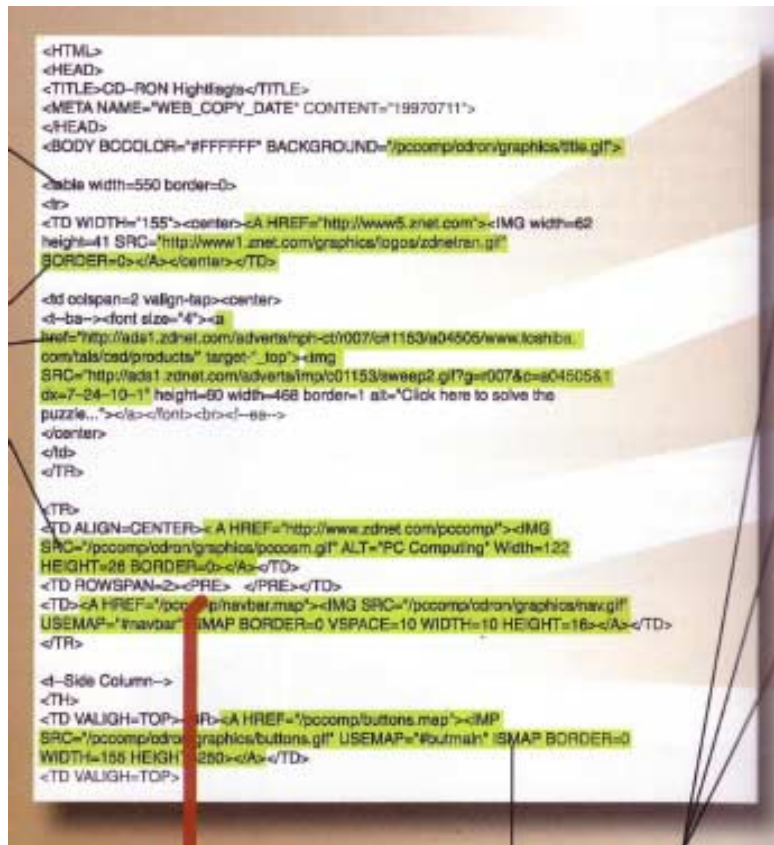 <HTML>
<HEAD>
<TITLE>CD-RON Hightlagta</TITLE>
<META NAME="WEB_COPY_DATE" CONTENT="19970711">
</HEAD>
<BODY BCCOLOR="#FFFFFF" BACKGROUND="/pccomp/cdron/graphics/title.gif">
<table width=550 border=0>
<tr>
<TD WIDTH="155"><center><A HREF="http://www5.znet.com"><IMG width=62
height=41 SRC="http://www1.znet.com/graphics/logos/zdnetran.gif"
BORDER=0></A></center></TD>
<td colspan=2 valign-tap><center>
<t--ba--><font size="4"><a
href="http://ads1.zdnet.com/adverts/nph-ct/r007/c#1153/a04505/www.toshiba.
com/tals/csd/products/" target-"_top"><img
SRC="http://ads1.zdnet.com/adverts/imp/c01153/sweep2.gif?g=r007&c=a04505&1
dx=7-24-10-1" height=60 width=468 border=1 alt="Click here to solve the
puzzle..."></a></font><br><!--ea-->
</center>
</td>
</TR>
<TR>
<TD ALIGN=CENTER>< A HREF="http://www.zdnet.com/pccomp/"><IMG
SRC="/pccomp/cdron/graphics/pocosm.gif" ALT="PC Computing" Width=122
HEIGHT=28 BORDER=0></A></TD>
<TD ROWSPAN=2><PRE> </PRE></TD>
<TD><A HREF="/pccomp/navbar.map"><IMG SRC="/pccomp/cdron/graphics/nav.gif"
USEMAP="#navbar" ISMAP BORDER=0 VSPACE=10 WIDTH=10 HEIGHT=16></A></TD>
</TR>
<t--Side Column-->
<TH>
<TD VALIGH=TOP><BR><A HREF="/pccomp/buttons.map"><IMP
SRC="/pccomp/cdron/graphics/buttons.gif" USEMAP="#butmain" ISMAP BORDER=0
WIDTH=155 HEIGHT=250></A></TD>
<TD VALIGH=TOP>